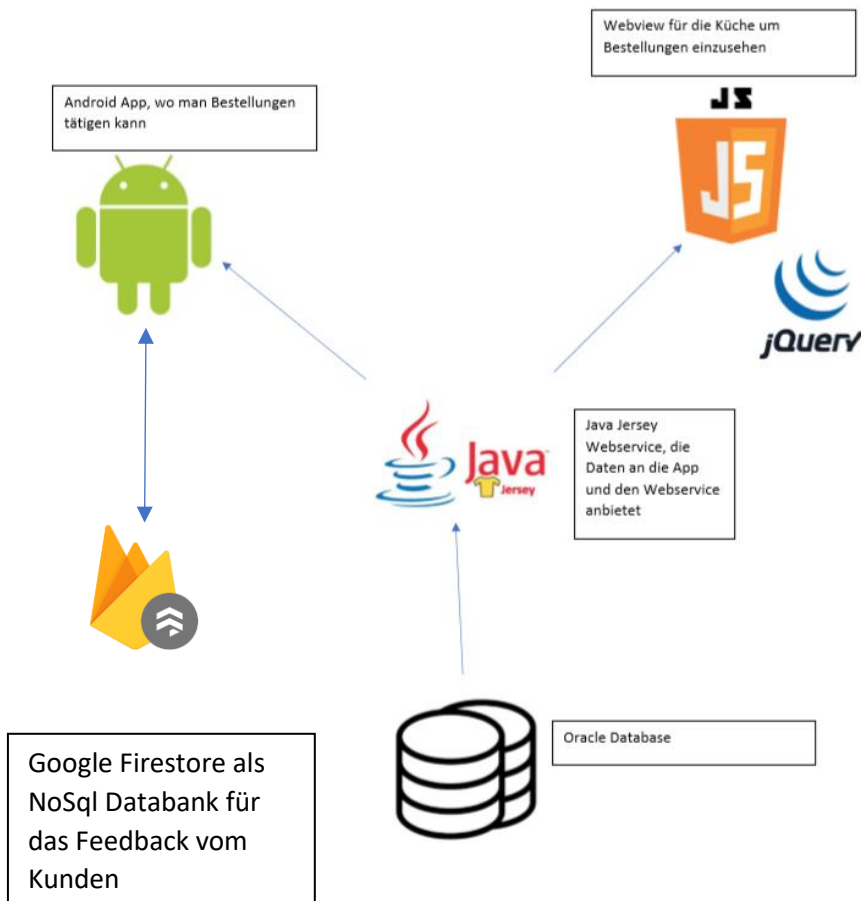 Webview für die Küche um
Bestellungen einzusehen
Android App, wo man Bestellungen
tätigen kann
JS
JS
jQuery
Java
Jersey
Java Jersey
Webservice, die
Daten an die App
und den Webservice
anbietet
Oracle Database
Google Firestore als
NoSql Databank für
das Feedback vom
Kunden